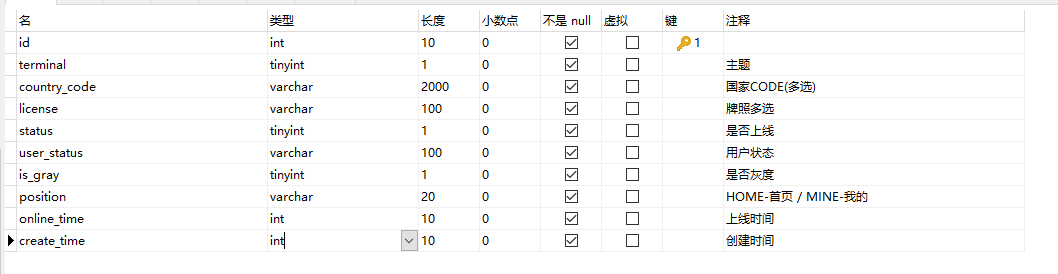 名 类型 长度 小数点 不是 null 虚拟 键 注释
id int 10 0 1
terminal tinyint 1 0 主题
country_code varchar 2000 0 国家CODE(多选)
license varchar 100 0 牌照多选
status tinyint 1 0 是否上线
user_status varchar 100 0 用户状态
is_gray tinyint 1 0 是否灰度
position varchar 20 0 HOME-首页 / MINE-我的
online_time int 10 0 上线时间
create_time int 10 0 创建时间